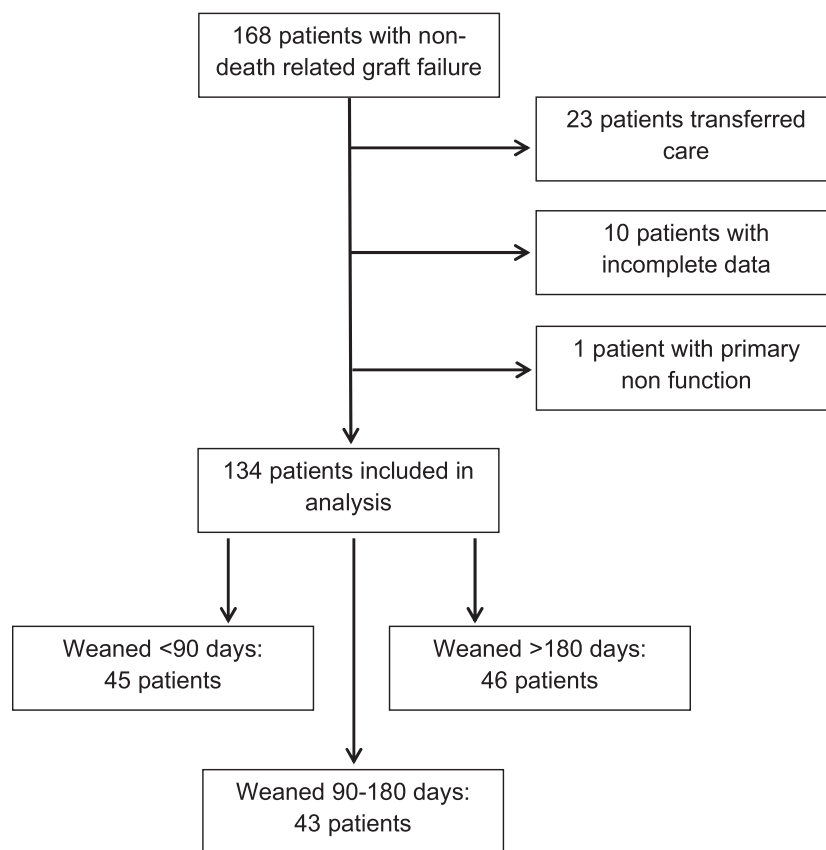 168 patients with non-
death related graft failure
23 patients transferred
care
10 patients with
incomplete data
1 patient with primary
non function
134 patients included in
analysis
Weaned <90 days:
45 patients
Weaned >180 days:
46 patients
Weaned 90-180 days:
43 patients